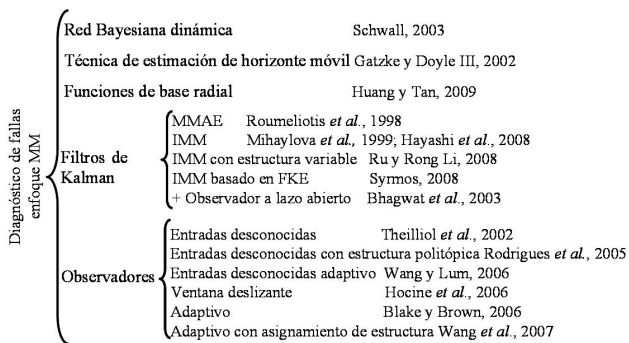 Diagnóstico de fallas
enfoque MM
Red Bayesiana dinámica Schwall, 2003
Técnica de estimación de horizonte móvil Gatzke y Doyle III, 2002
Funciones de base radial Huang y Tan, 2009
Filtros de
Kalman
MMAE Roumeliotis et al., 1998
IMM Mihaylova et al., 1999; Hayashi et al., 2008
IMM con estructura variable Ru y Rong Li, 2008
IMM basado en FKE Syrmos, 2008
+ Observador a lazo abierto Bhagwat et al., 2003
Observadores
Entradas desconocidas Theilliol et al., 2002
Entradas desconocidas con estructura politópica Rodrigues et al., 2005
Entradas desconocidas adaptivo Wang y Lum, 2006
Ventana deslizante Hocine et al., 2006
Adaptivo Blake y Brown, 2006
Adaptivo con asignamiento de estructura Wang et al., 2007